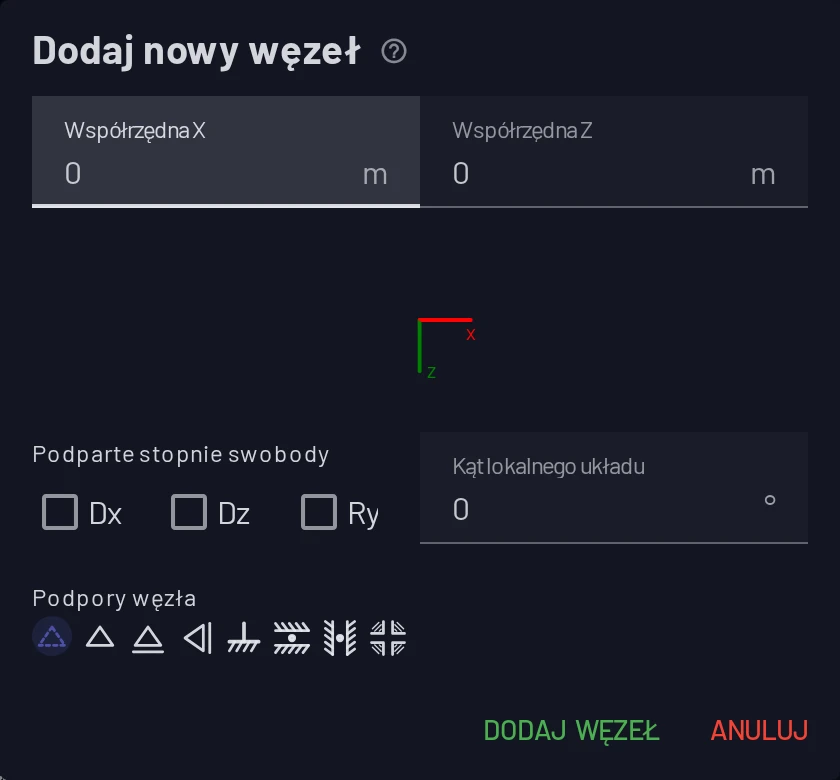 Dodaj nowy węzeł ?
Współrzędna X
0 m
Współrzędna Z
0 m
x
z
Podparte stopnie swobody
Dx Dz Ry
Kąt lokalnego układu
0 °
Podpory węzła
DODAJ WĘZEŁ ANULUJ